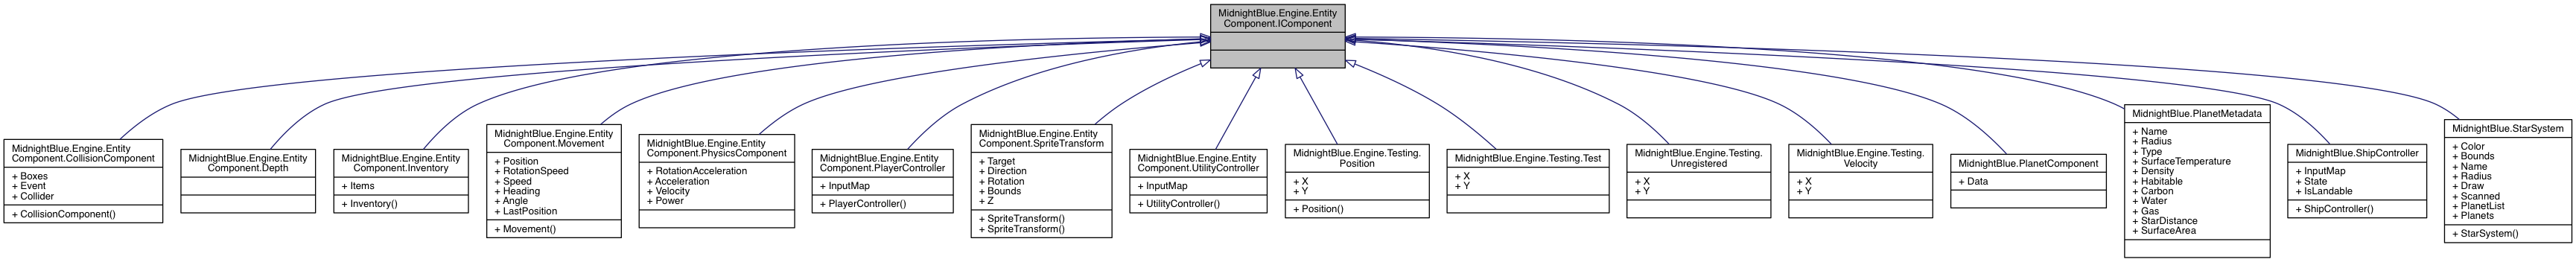 MidnightBlue.Engine.Entity
Component.IComponent
MidnightBlue.Engine.Entity
Component.CollisionComponent
+ Boxes
+ Event
+ Collider
+ CollisionComponent()
MidnightBlue.Engine.Entity
Component.Depth
MidnightBlue.Engine.Entity
Component.Inventory
+ Items
+ Inventory()
MidnightBlue.Engine.Entity
Component.Movement
+ Position
+ RotationSpeed
+ Speed
+ Heading
+ Angle
+ LastPosition
+ Movement()
MidnightBlue.Engine.Entity
Component.PhysicsComponent
+ RotationAcceleration
+ Acceleration
+ Velocity
+ Power
MidnightBlue.Engine.Entity
Component.PlayerController
+ InputMap
+ PlayerController()
MidnightBlue.Engine.Entity
Component.SpriteTransform
+ Target
+ Direction
+ Rotation
+ Bounds
+ Z
+ SpriteTransform()
+ SpriteTransform()
MidnightBlue.Engine.Entity
Component.UtilityController
+ InputMap
+ UtilityController()
MidnightBlue.Engine.Testing.
Position
+ X
+ Y
+ Position()
MidnightBlue.Engine.Testing.Test
+ X
+ Y
MidnightBlue.Engine.Testing.
Unregistered
+ X
+ Y
MidnightBlue.Engine.Testing.
Velocity
+ X
+ Y
MidnightBlue.PlanetComponent
+ Data
MidnightBlue.PlanetMetadata
+ Name
+ Radius
+ Type
+ SurfaceTemperature
+ Density
+ Habitable
+ Carbon
+ Water
+ Gas
+ StarDistance
+ SurfaceArea
MidnightBlue.ShipController
+ InputMap
+ State
+ IsLandable
+ ShipController()
MidnightBlue.StarSystem
+ Color
+ Bounds
+ Name
+ Radius
+ Draw
+ Scanned
+ PlanetList
+ Planets
+ StarSystem()